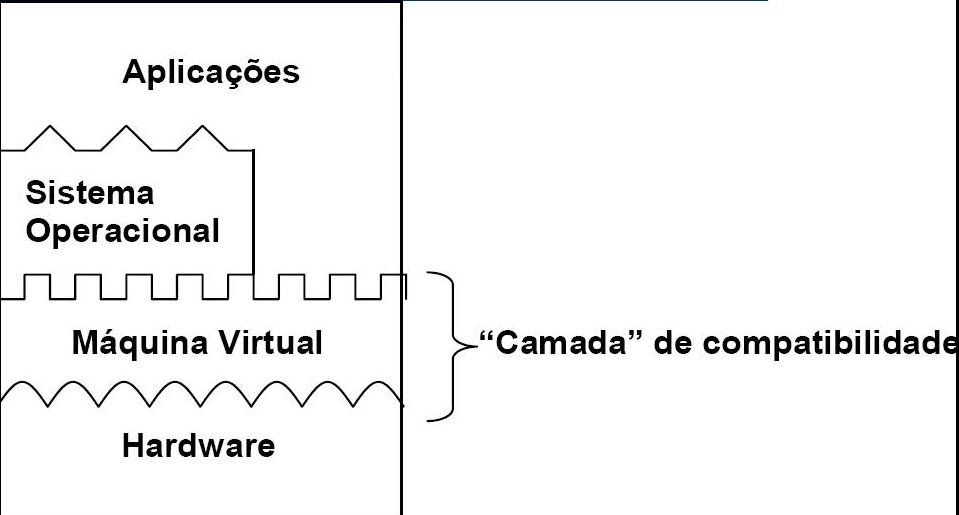 Aplicações
Sistema
Operacional
Máquina Virtual
“Camada” de compatibilidade
Hardware